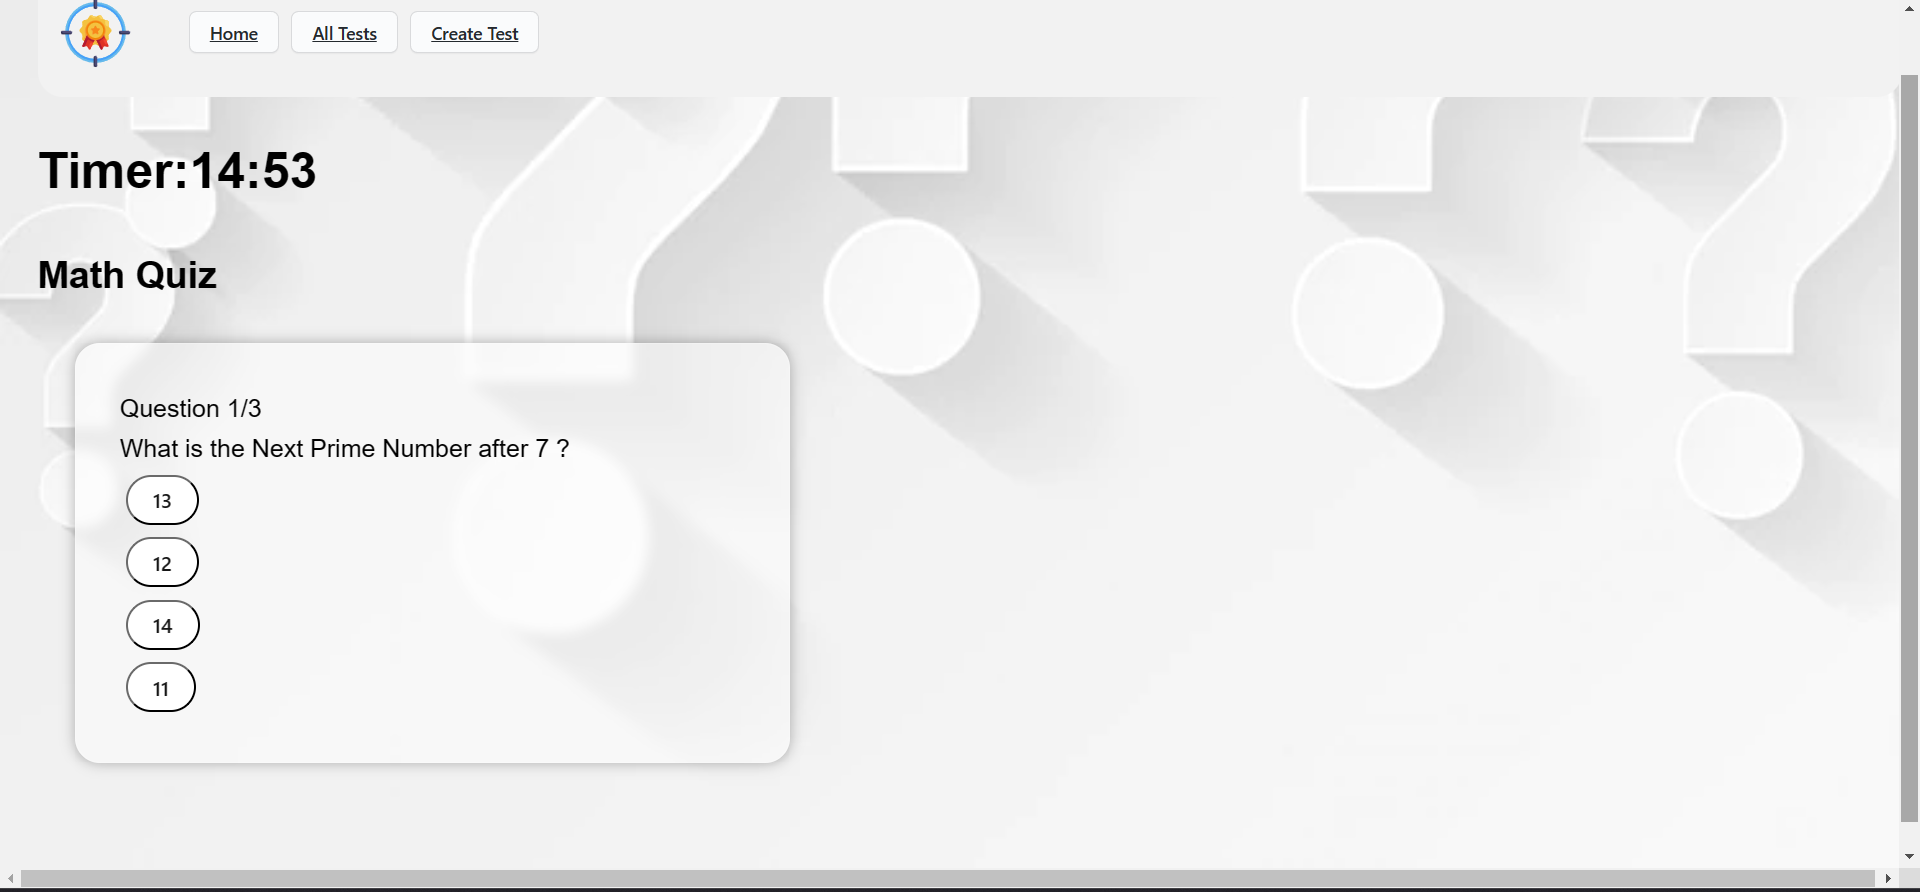 Home All Tests Create Test
Timer:14:53
Math Quiz
Question 1/3
What is the Next Prime Number after 7 ?
13
12
14
11